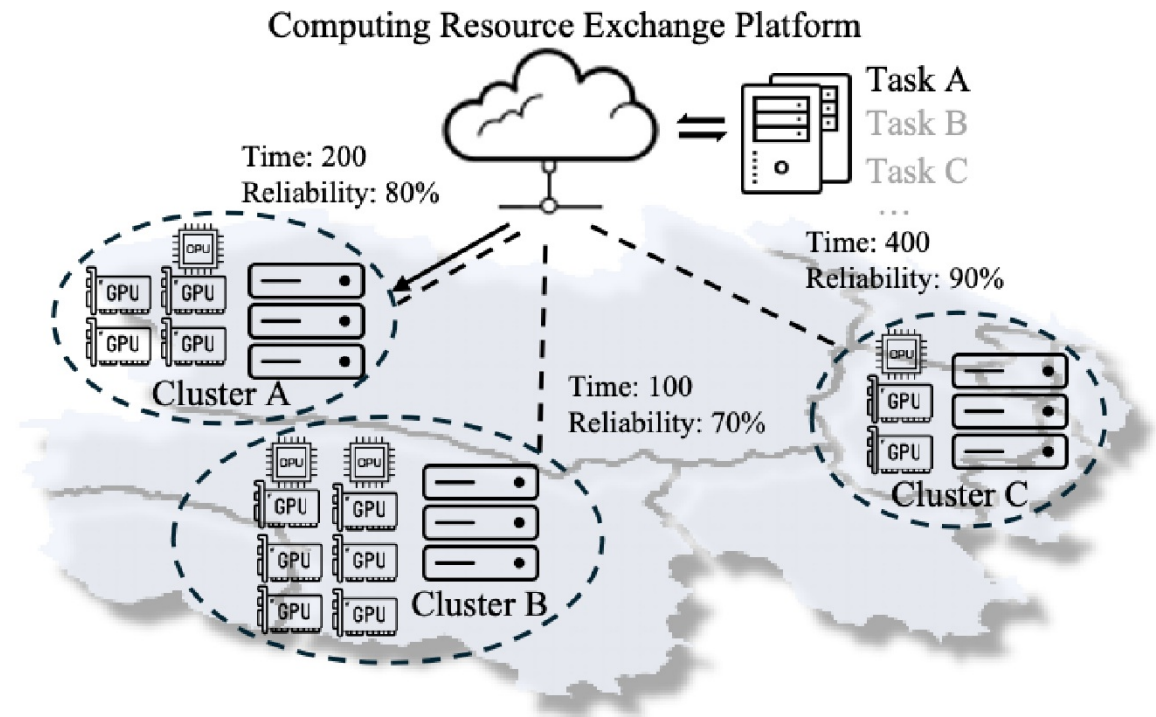 Computing Resource Exchange Platform
Task A
Task B
Task C
...
Time: 200
Reliability: 80%
CPU
GPU GPU
GPU GPU
Cluster A
Time: 400
Reliability: 90%
CPU
GPU
GPU
Cluster C
Time: 100
Reliability: 70%
CPU CPU
GPU GPU
GPU GPU
GPU GPU
Cluster B